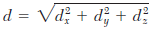 d = √(d_x² + d_y² + d_z²)